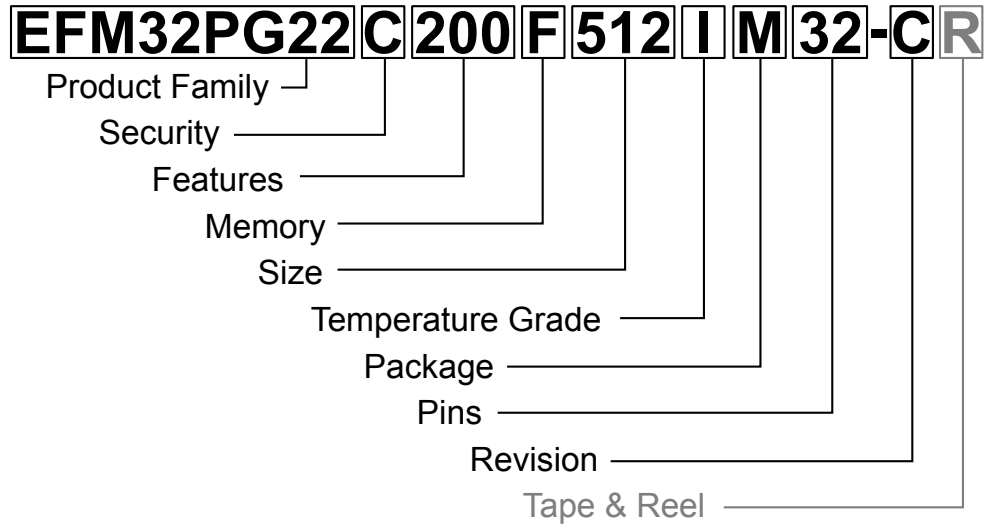 EFM32PG22C200F512IM32-CR
Product Family
Security
Features
Memory
Size
Temperature Grade
Package
Pins
Revision
Tape & Reel